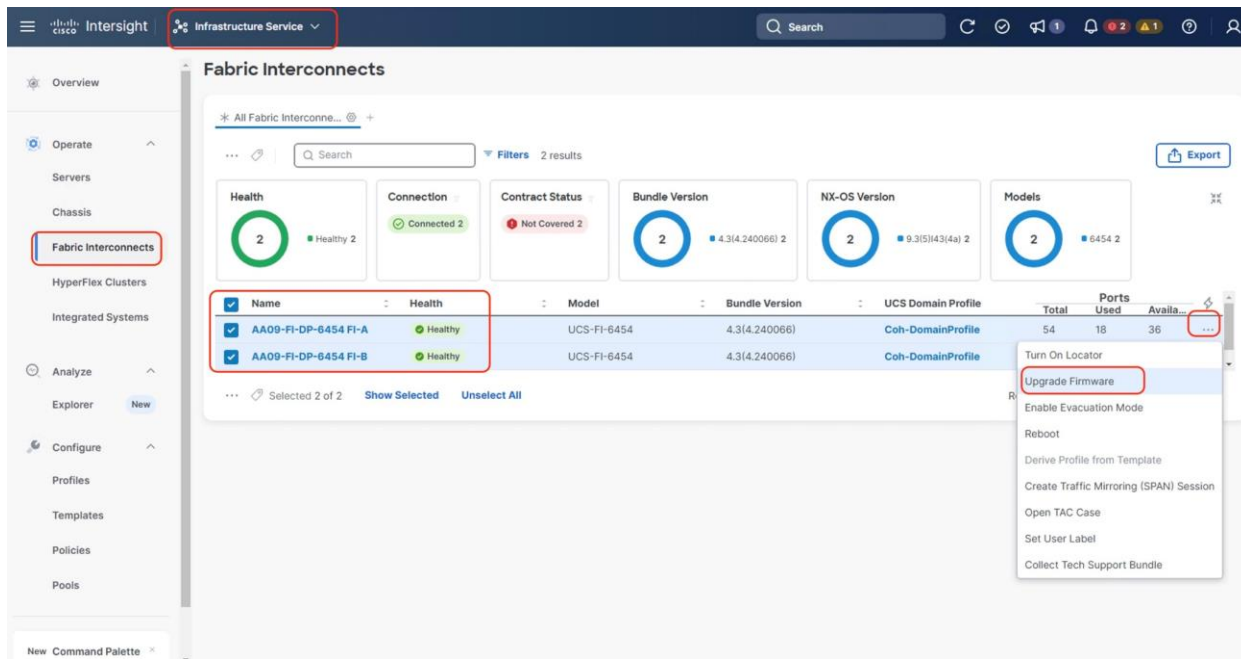 cisco Intersight
Infrastructure Service
Search
1
2
1
Overview
Operate
Servers
Chassis
Fabric Interconnects
HyperFlex Clusters
Integrated Systems
Analyze
Explorer New
Configure
Profiles
Templates
Policies
Pools
New Command Palette
Fabric Interconnects
All Fabric Interconne...
... Search Filters 2 results Export
Health
2 Healthy 2
Connection
Connected 2
Contract Status
Not Covered 2
Bundle Version
2 4.3(4.240066) 2
NX-OS Version
2 9.3(5)I43(4a) 2
Models
2 6454 2
Ports
Name Health Model Bundle Version UCS Domain Profile Total Used Availa...
AA09-FI-DP-6454 FI-A Healthy UCS-FI-6454 4.3(4.240066) Coh-DomainProfile 54 18 36 ...
AA09-FI-DP-6454 FI-B Healthy UCS-FI-6454 4.3(4.240066) Coh-DomainProfile
... Selected 2 of 2 Show Selected Unselect All
Turn On Locator
Upgrade Firmware
Enable Evacuation Mode
Reboot
Derive Profile from Template
Create Traffic Mirroring (SPAN) Session
Open TAC Case
Set User Label
Collect Tech Support Bundle